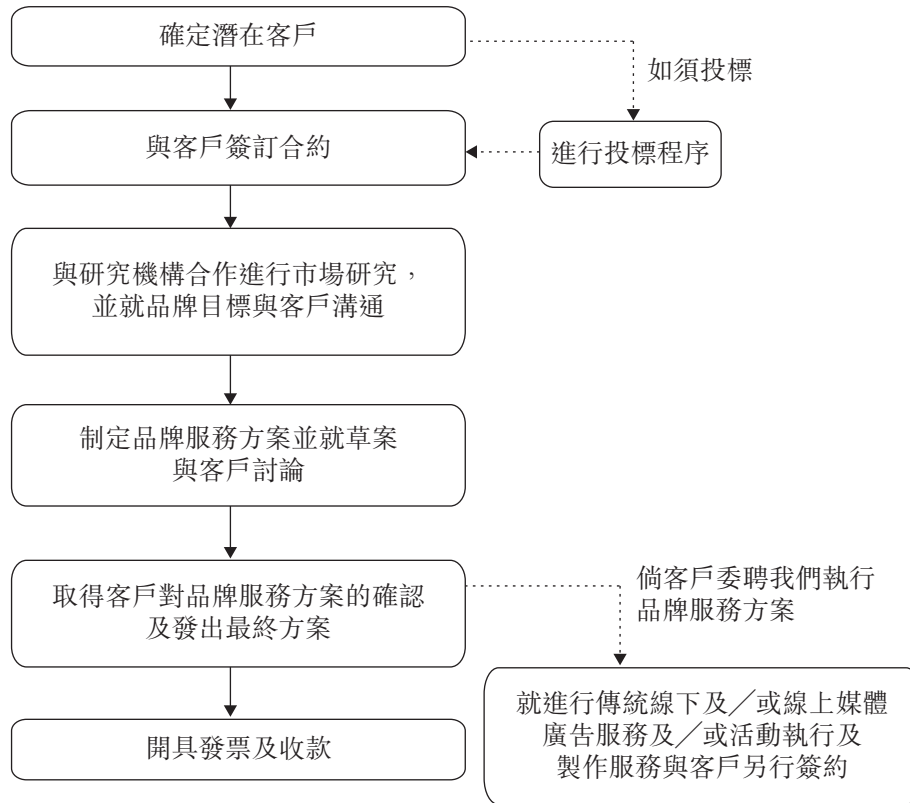 確定潛在客戶
如須投標
與客戶簽訂合約
進行投標程序
與研究機構合作進行市場研究，
並就品牌目標與客戶溝通
制定品牌服務方案並就草案
與客戶討論
取得客戶對品牌服務方案的確認
及發出最終方案
倘客戶委聘我們執行
品牌服務方案
就進行傳統線下及╱或線上媒體
廣告服務及╱或活動執行及
製作服務與客戶另行簽約
開具發票及收款